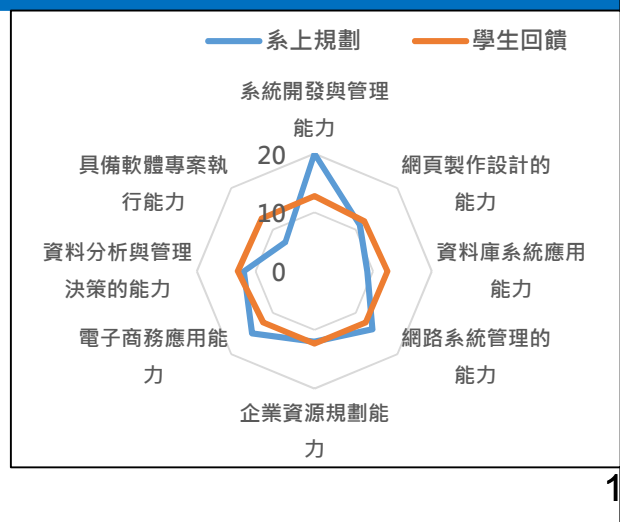 系上規劃 學生回饋
系統開發與管理
能力
具備軟體專案執
行能力
網頁製作設計的
能力
資料分析與管理
決策的能力
資料庫系統應用
能力
電子商務應用能
力
網路系統管理的
能力
企業資源規劃能
力
20
10
0
1